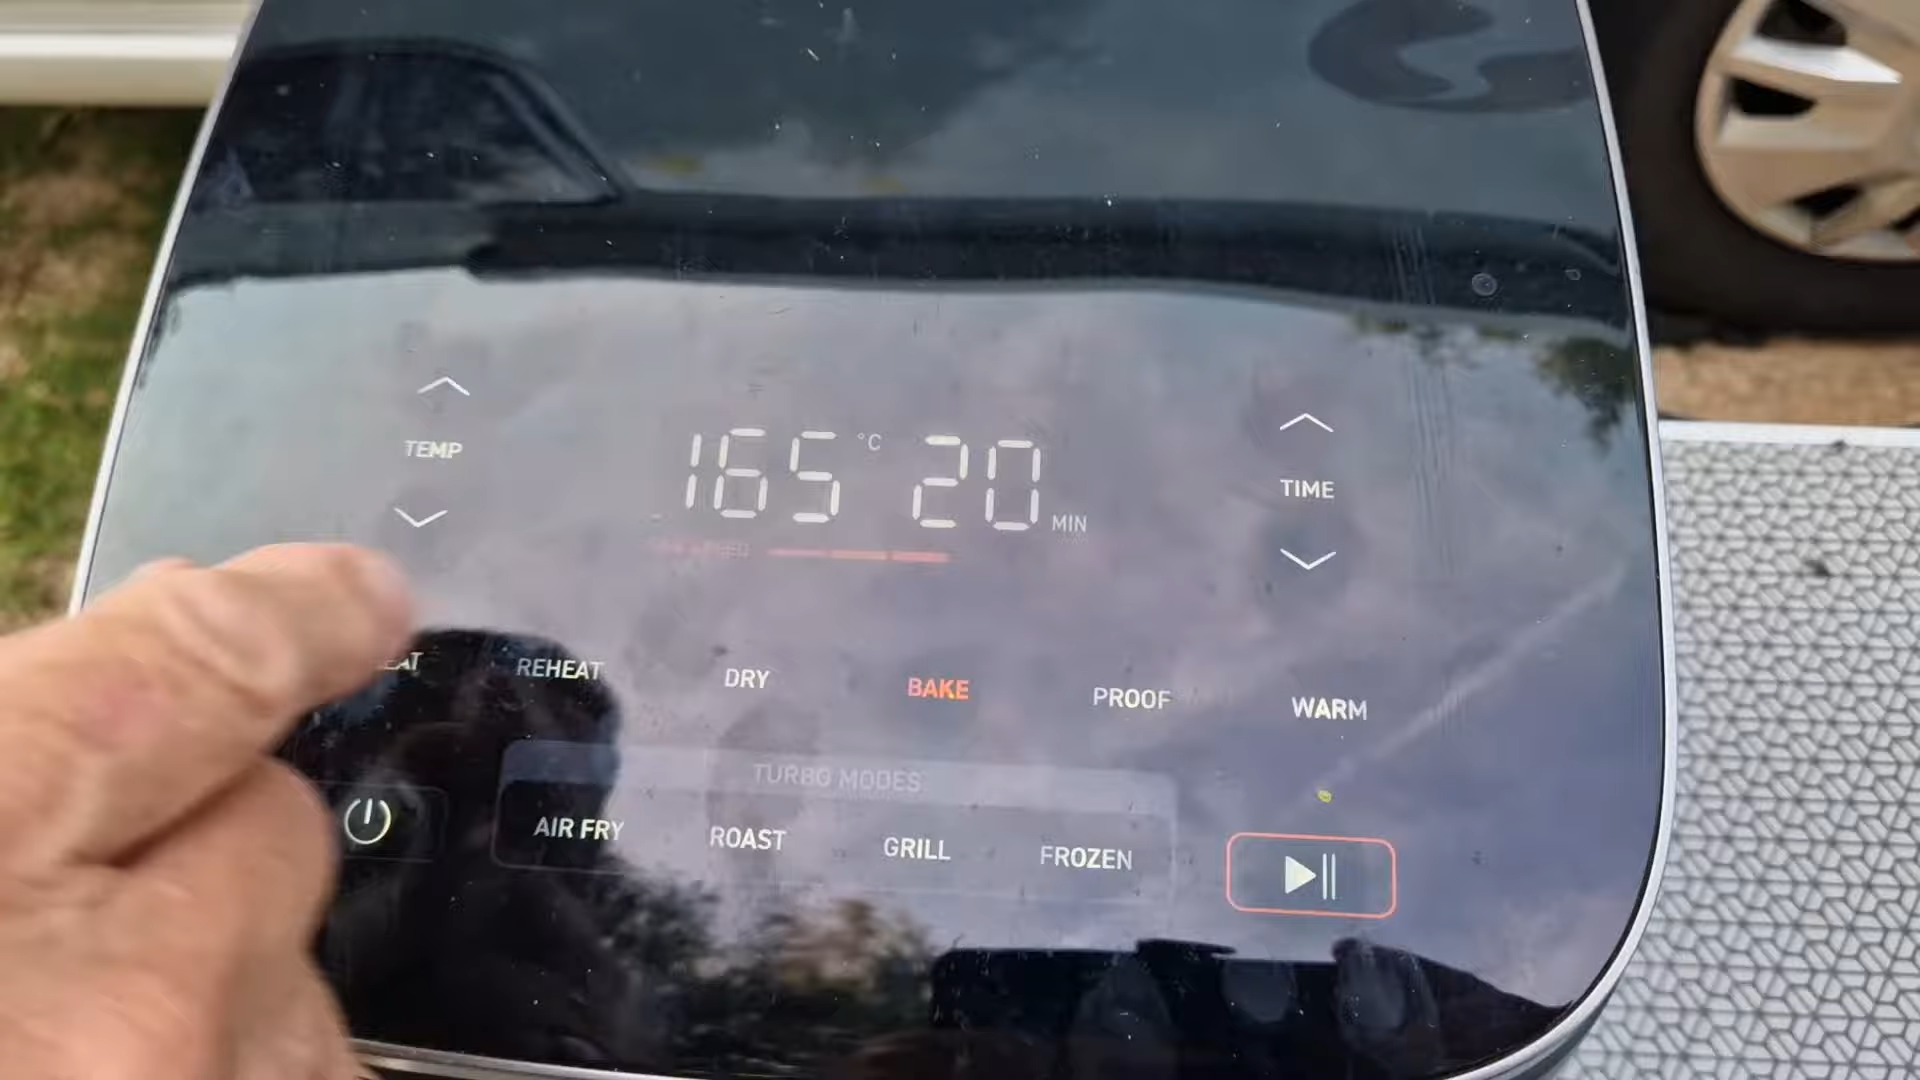 TEMP
165 °C 20 MIN
TIME
REHEAT
DRY
BAKE
PROOF
WARM
TURBO MODES
AIR FRY
ROAST
GRILL
FROZEN